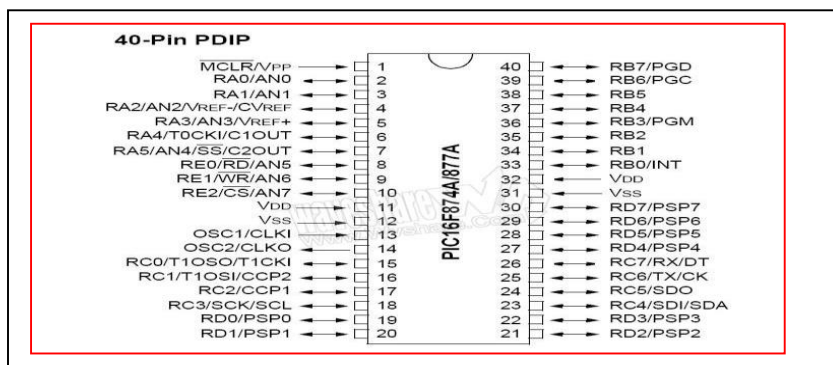 40-Pin PDIP
MCLR/VPP 1
RA0/AN0 2
RA1/AN1 3
RA2/AN2/VREF-/CVREF 4
RA3/AN3/VREF+ 5
RA4/T0CKI/C1OUT 6
RA5/AN4/SS/C2OUT 7
RE0/RD/AN5 8
RE1/WR/AN6 9
RE2/CS/AN7 10
VDD 11
VSS 12
OSC1/CLKI 13
OSC2/CLKO 14
RC0/T1OSO/T1CKI 15
RC1/T1OSI/CCP2 16
RC2/CCP1 17
RC3/SCK/SCL 18
RD0/PSP0 19
RD1/PSP1 20
PIC16F874A/877A
40 RB7/PGD
39 RB6/PGC
38 RB5
37 RB4
36 RB3/PGM
35 RB2
34 RB1
33 RB0/INT
32 VDD
31 VSS
30 RD7/PSP7
29 RD6/PSP6
28 RD5/PSP5
27 RD4/PSP4
26 RC7/RX/DT
25 RC6/TX/CK
24 RC5/SDO
23 RC4/SDI/SDA
22 RD3/PSP3
21 RD2/PSP2